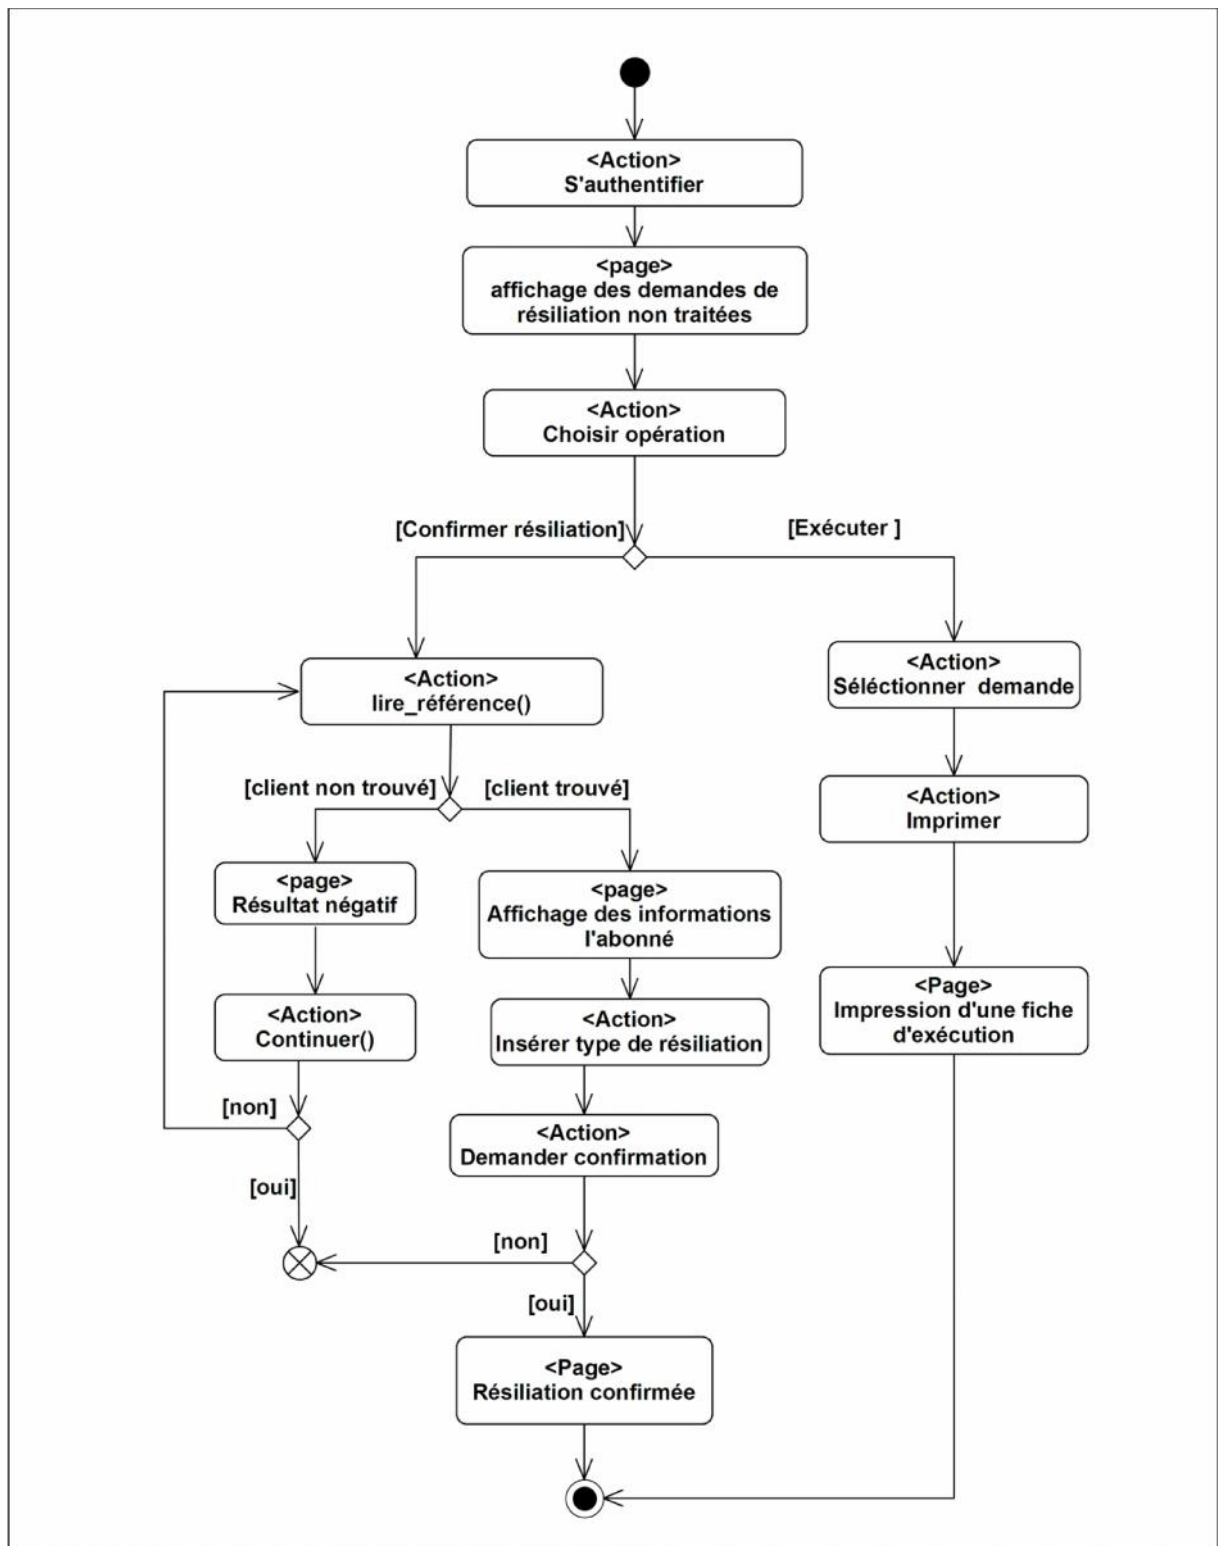 <Action>
S'authentifier
<page>
affichage des demandes de
résiliation non traitées
<Action>
Choisir opération
[Confirmer résiliation]
[Exécuter ]
<Action>
lire_référence()
<Action>
Séléctionner demande
[client non trouvé]
[client trouvé]
<Action>
Imprimer
<page>
Résultat négatif
<page>
Affichage des informations
l'abonné
<Action>
Continuer()
<Action>
Insérer type de résiliation
<Page>
Impression d'une fiche
d'exécution
[non]
<Action>
Demander confirmation
[oui]
[non]
[oui]
<Page>
Résiliation confirmée